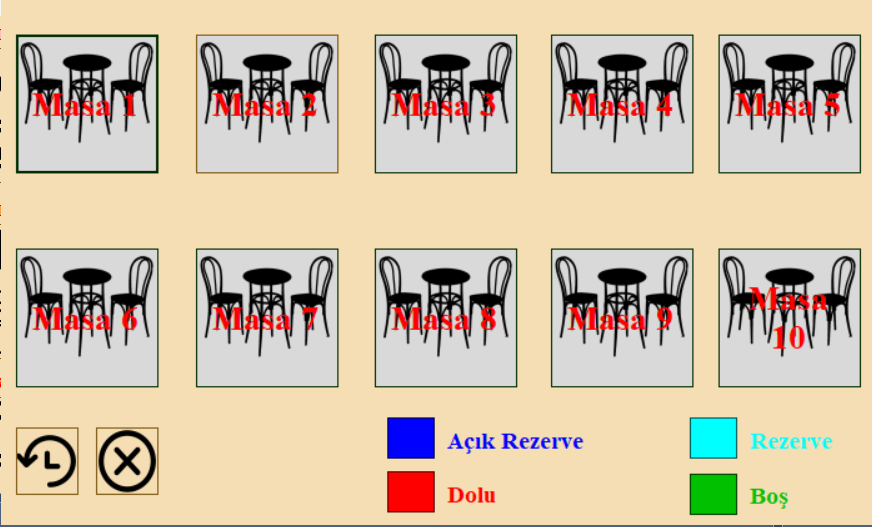 Masa 1
Masa 2
Masa 3
Masa 4
Masa 5
Masa 6
Masa 7
Masa 8
Masa 9
Masa
10
Açık Rezerve
Rezerve
Dolu
Boş